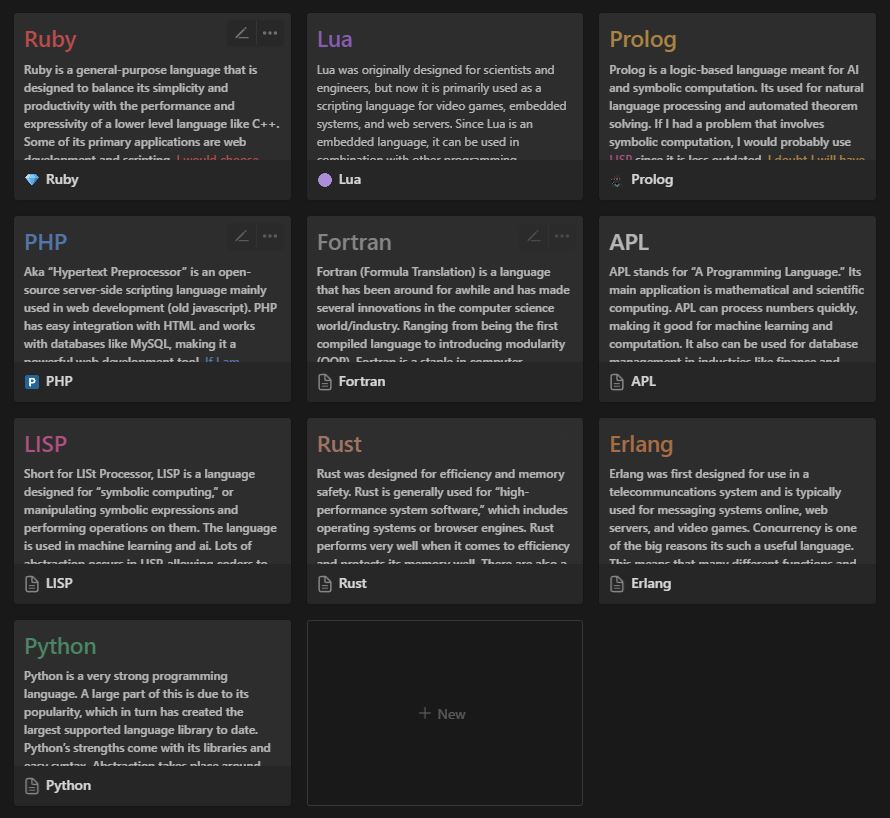 Ruby
Ruby is a general-purpose language that is
designed to balance its simplicity and
productivity with the performance and
expressivity of a lower level language like C++.
Some of its primary applications are web
development and scripting. I would choose
Ruby
Lua
Lua was originally designed for scientists and
engineers, but now it is primarily used as a
scripting language for video games, embedded
systems, and web servers. Since Lua is an
embedded language, it can be used in
combination with other programming
Lua
Prolog
Prolog is a logic-based language meant for AI
and symbolic computation. Its used for natural
language processing and automated theorem
solving. If I had a problem that involves
symbolic computation, I would probably use
LISP since it is less outdated. I doubt I will have
Prolog
PHP
Aka “Hypertext Preprocessor” is an open-
source server-side scripting language mainly
used in web development (old javascript). PHP
has easy integration with HTML and works
with databases like MySQL, making it a
powerful web development tool. If I am
P PHP
Fortran
Fortran (Formula Translation) is a language
that has been around for awhile and has made
several innovations in the computer science
world/industry. Ranging from being the first
compiled language to introducing modularity
(OOP), Fortran is a staple in computer
Fortran
APL
APL stands for “A Programming Language.” Its
main application is mathematical and scientific
computing. APL can process numbers quickly,
making it good for machine learning and
computation. It also can be used for database
management in industries like finance and
APL
LISP
Short for LISt Processor, LISP is a language
designed for “symbolic computing,” or
manipulating symbolic expressions and
performing operations on them. The language
is used in machine learning and ai. Lots of
abstraction occurs in LISP, allowing coders to
LISP
Rust
Rust was designed for efficiency and memory
safety. Rust is generally used for “high-
performance system software,” which includes
operating systems or browser engines. Rust
performs very well when it comes to efficiency
and protects its memory well. There are also a
Rust
Erlang
Erlang was first designed for use in a
telecommuncations system and is typically
used for messaging systems online, web
servers, and video games. Concurrency is one
of the big reasons its such a useful language.
This means that many different functions and
Erlang
Python
Python is a very strong programming
language. A large part of this is due to its
popularity, which in turn has created the
largest supported language library to date.
Python’s strengths come with its libraries and
easy syntax. Abstraction takes place around
Python
+ New